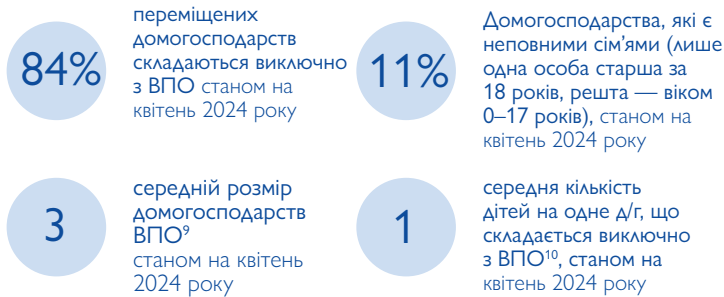 84%
переміщених
домогосподарств
складаються виключно
з ВПО станом на
квітень 2024 року
11%
Домогосподарства, які є
неповними сім’ями (лише
одна особа старша за
18 років, решта — віком
0–17 років), станом на
квітень 2024 року
3
середній розмір
домогосподарств
ВПО⁹
станом на квітень
2024 року
1
середня кількість
дітей на одне д/г, що
складається виключно
з ВПО¹⁰, станом на
квітень 2024 року